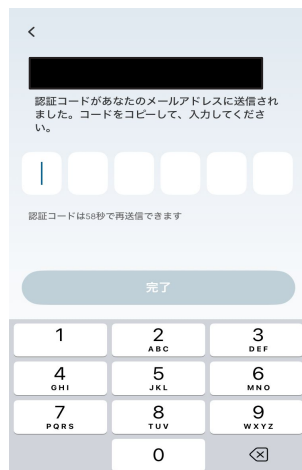 認証コードがあなたのメールアドレスに送信され
ました。コードをコピーして、入力してくださ
い。
認証コードは58秒で再送信できます
完了
1
2
ABC
3
DEF
4
GHI
5
JKL
6
MNO
7
PQRS
8
TUV
9
WXYZ
0